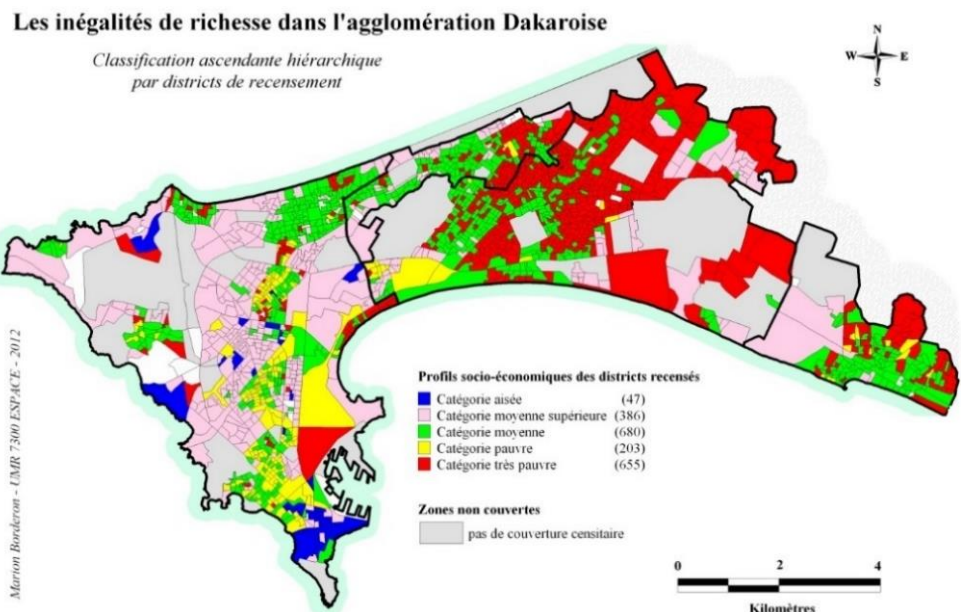 Les inégalités de richesse dans l'agglomération Dakaroise
Classification ascendante hiérarchique
par districts de recensement
N
W E
S
Marion Borderon - UMR 7300 ESPACE - 2012
Profils socio-économiques des districts recensés
Catégorie aisée (47)
Catégorie moyenne supérieure (386)
Catégorie moyenne (680)
Catégorie pauvre (203)
Catégorie très pauvre (655)
Zones non couvertes
pas de couverture censitaire
0 2 4
Kilomètres